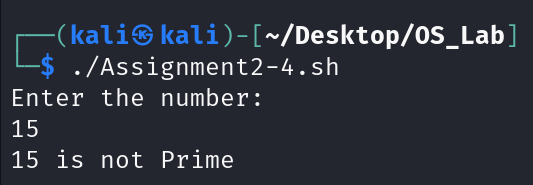 ┌──(kali㉿kali)-[~/Desktop/OS_Lab]
└─$ ./Assignment2-4.sh
Enter the number:
15
15 is not Prime